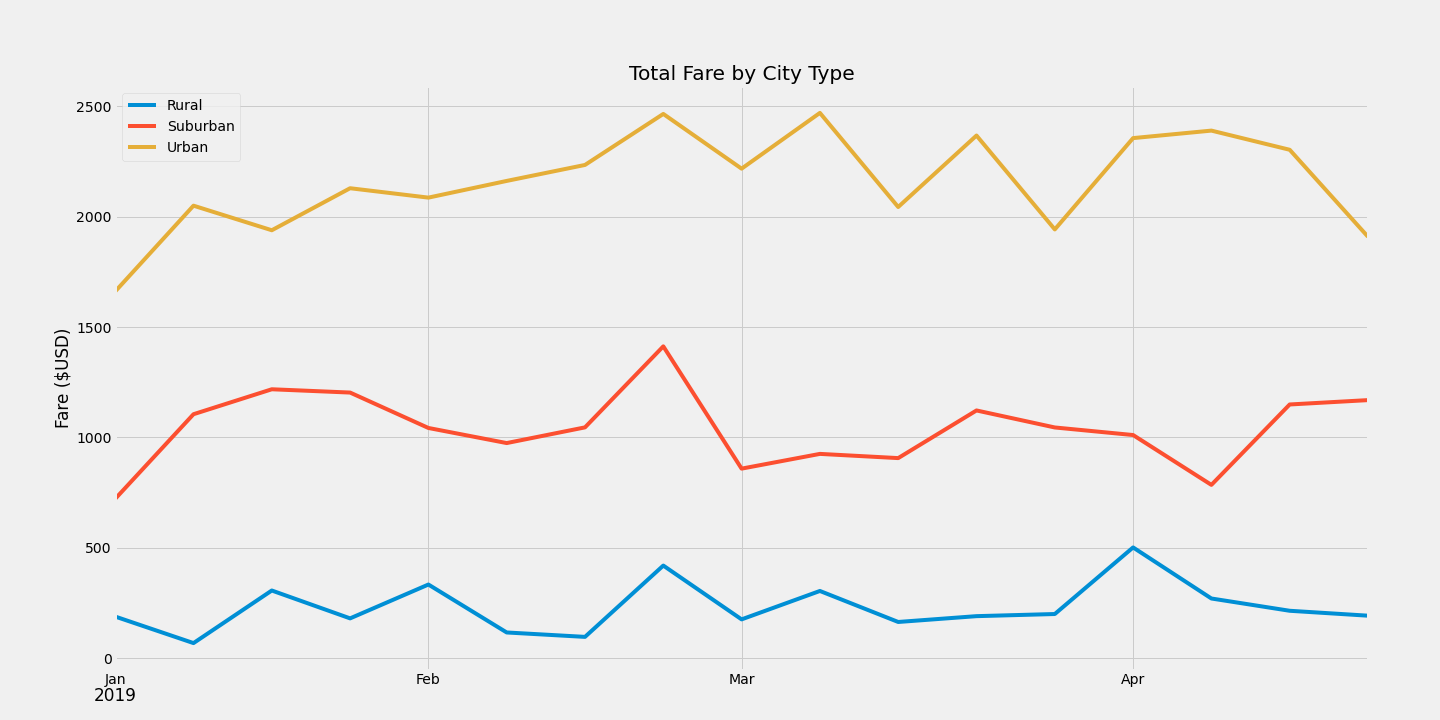 Total Fare by City Type
Rural
Suburban
Urban
Fare ($USD)
2500
2000
1500
1000
500
0
Jan Feb Mar Apr
2019